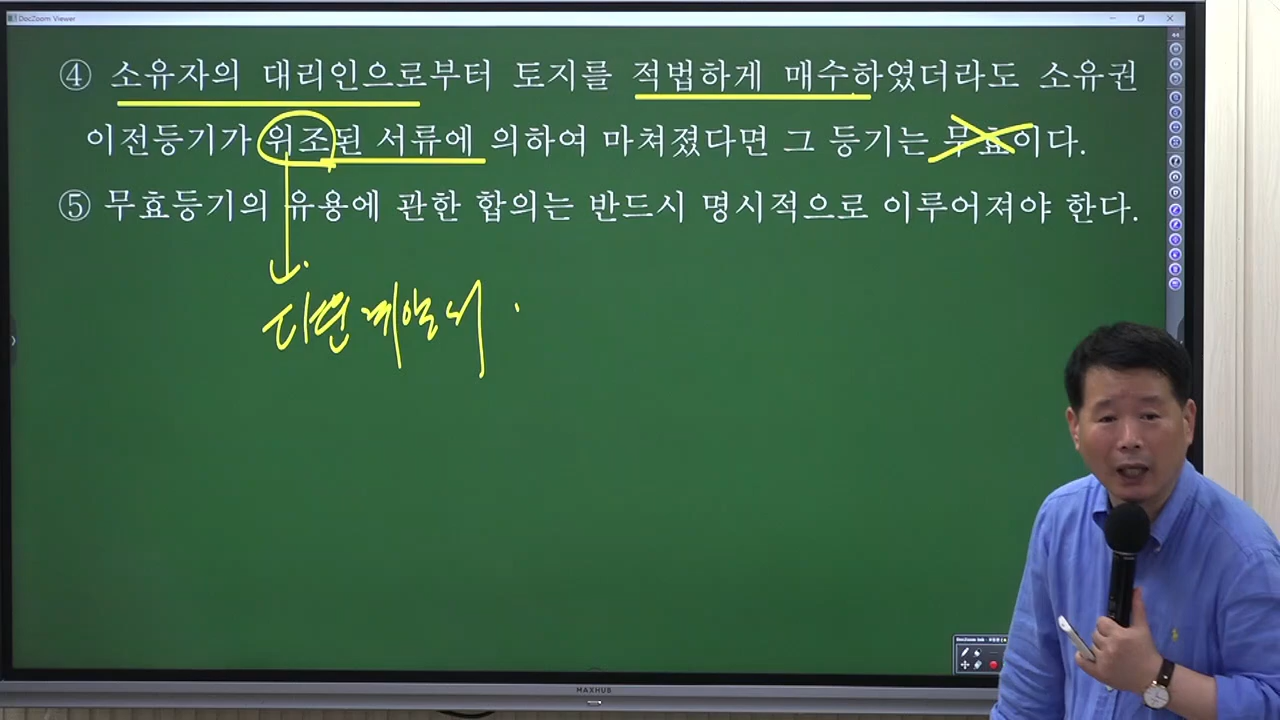 DocZoom Viewer
④ 소유자의 대리인으로부터 토지를 적법하게 매수하였더라도 소유권
이전등기가 위조된 서류에 의하여 마쳐졌다면 그 등기는 무효이다.
⑤ 무효등기의 유용에 관한 합의는 반드시 명시적으로 이루어져야 한다.
계약서
MAXHUB